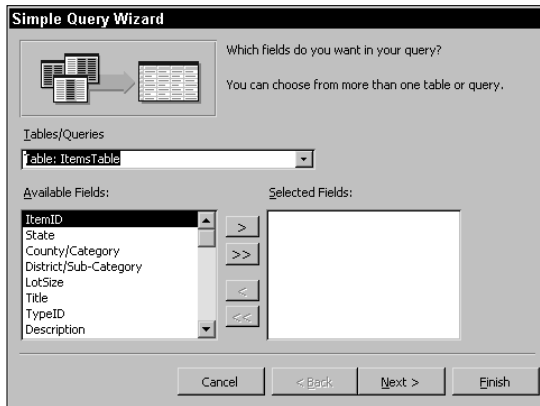 Simple Query Wizard
Which fields do you want in your query?
You can choose from more than one table or query.
Tables/Queries
Table: ItemsTable
Available Fields:
Selected Fields:
ItemID
State
County/Category
District/Sub-Category
LotSize
Title
TypeID
Description
>
>>
<
<<
Cancel
< Back
Next >
Finish